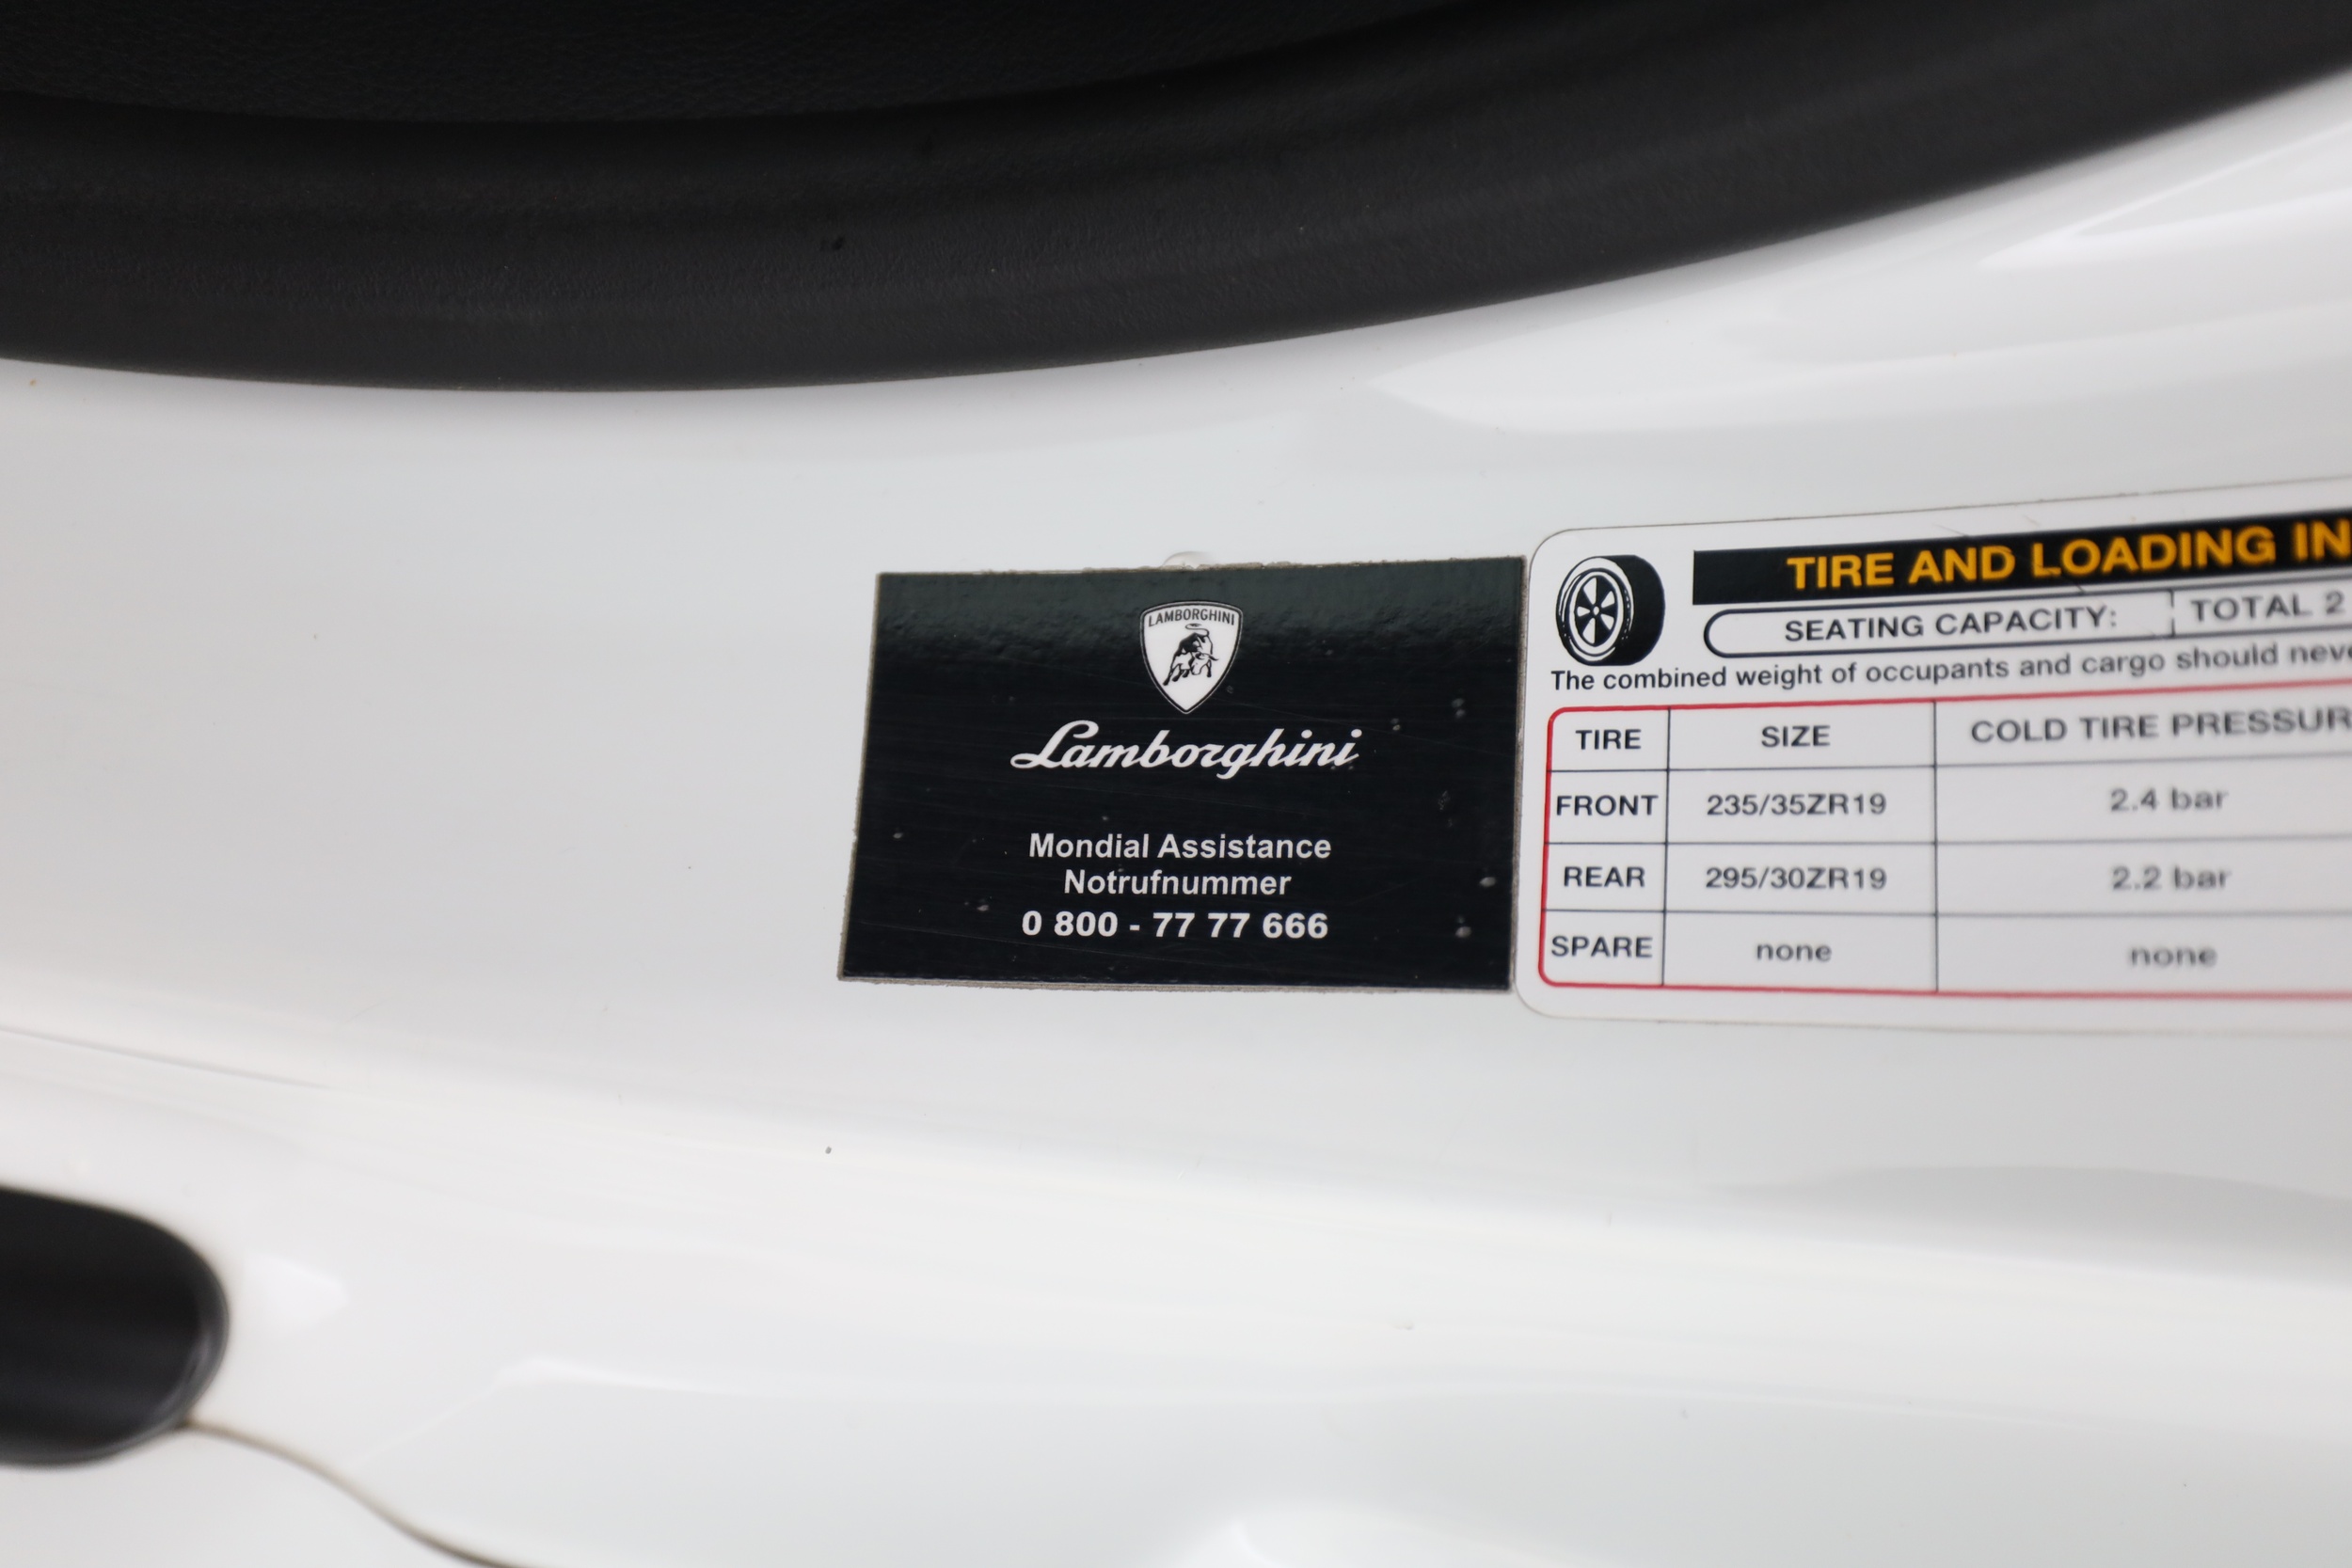 LAMBORGHINI
Lamborghini
Mondial Assistance
Notrufnummer
0 800 - 77 77 666
TIRE AND LOADING IN
SEATING CAPACITY: TOTAL 2
The combined weight of occupants and cargo should neve
TIRE SIZE COLD TIRE PRESSUR
FRONT 235/35ZR19 2.4 bar
REAR 295/30ZR19 2.2 bar
SPARE none none